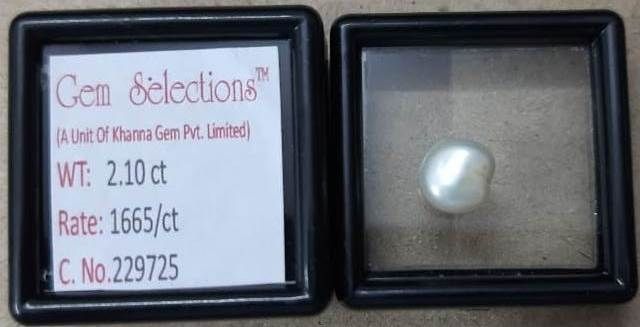 Gem Selections™
(A Unit Of Khanna Gem Pvt. Limited)
WT: 2.10 ct
Rate: 1665/ct
C. No.229725